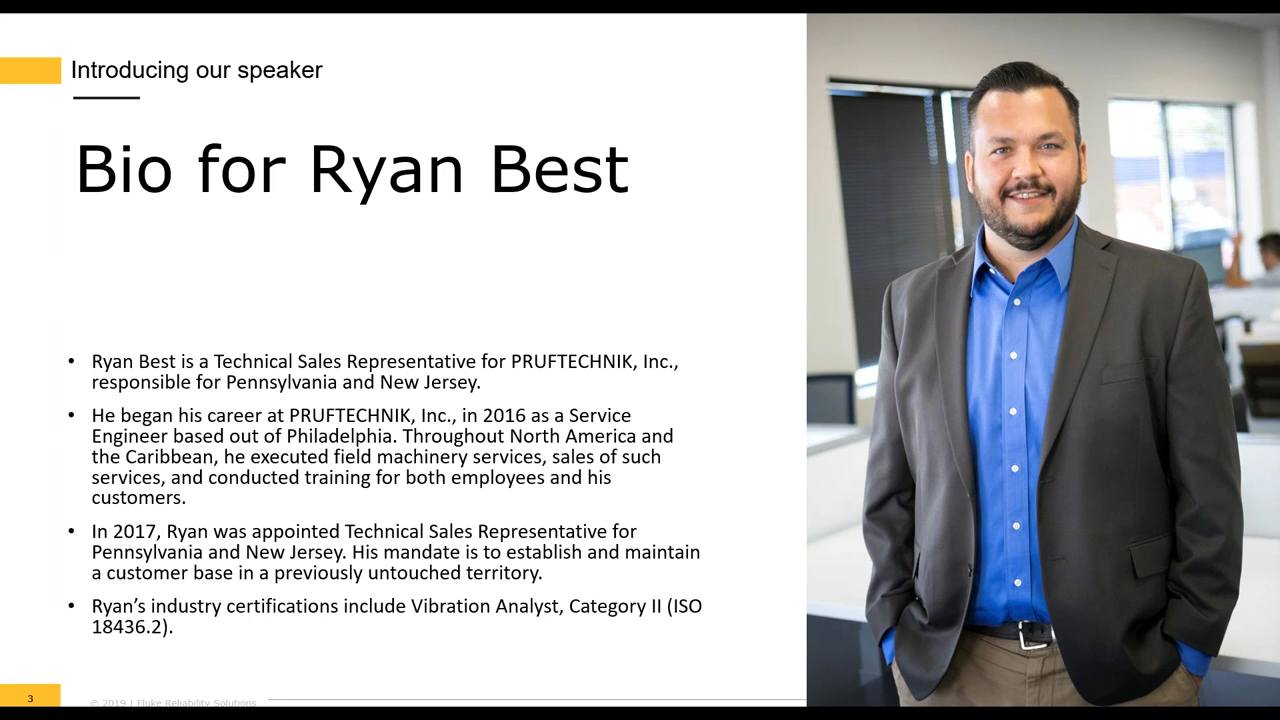 Introducing our speaker
Bio for Ryan Best
• Ryan Best is a Technical Sales Representative for PRUFTECHNIK, Inc.,
responsible for Pennsylvania and New Jersey.
• He began his career at PRUFTECHNIK, Inc., in 2016 as a Service
Engineer based out of Philadelphia. Throughout North America and
the Caribbean, he executed field machinery services, sales of such
services, and conducted training for both employees and his
customers.
• In 2017, Ryan was appointed Technical Sales Representative for
Pennsylvania and New Jersey. His mandate is to establish and maintain
a customer base in a previously untouched territory.
• Ryan’s industry certifications include Vibration Analyst, Category II (ISO
18436.2).
3
© 2019 | Fluke Reliability Solutions